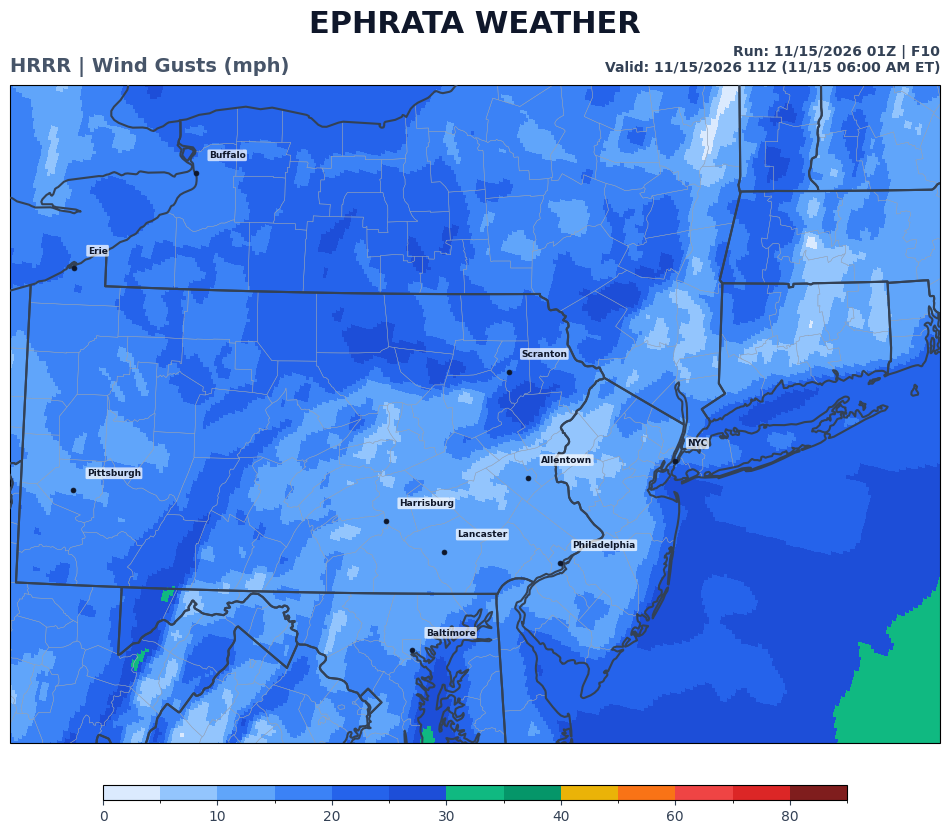 EPHRATA WEATHER
HRRR | Wind Gusts (mph)
Run: 11/15/2026 01Z | F10
Valid: 11/15/2026 11Z (11/15 06:00 AM ET)
Buffalo
Erie
Scranton
NYC
Allentown
Pittsburgh
Harrisburg
Lancaster
Philadelphia
Baltimore
0 10 20 30 40 50 60 70 80